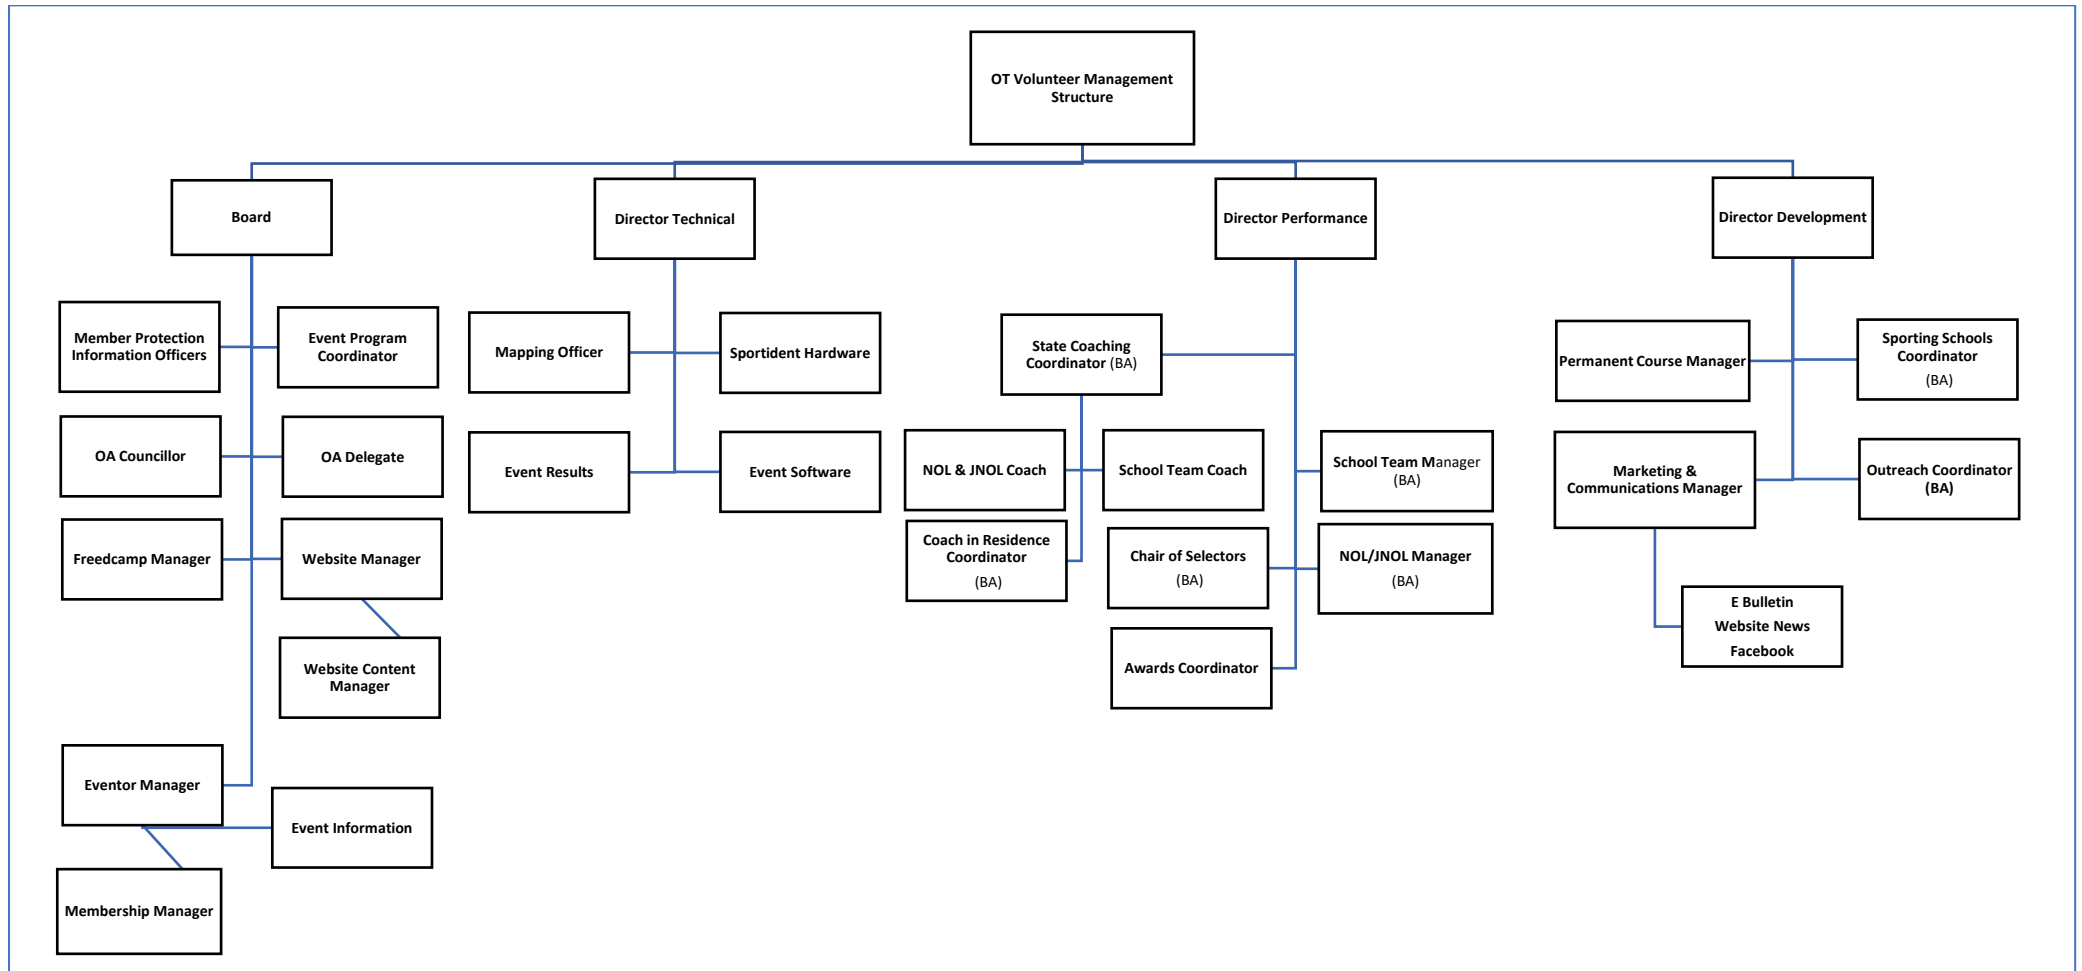 OT Volunteer Management
Structure
Board
Director Technical
Director Performance
Director Development
Member Protection
Information Officers
Event Program
Coordinator
OA Councillor
OA Delegate
Freedcamp Manager
Website Manager
Website Content
Manager
Eventor Manager
Event Information
Membership Manager
Mapping Officer
Sportident Hardware
Event Results
Event Software
State Coaching
Coordinator (BA)
NOL & JNOL Coach
School Team Coach
Coach in Residence
Coordinator
(BA)
School Team Manager
(BA)
Chair of Selectors
(BA)
NOL/JNOL Manager
(BA)
Awards Coordinator
Permanent Course Manager
Sporting Schools
Coordinator
(BA)
Marketing &
Communications Manager
Outreach Coordinator
(BA)
E Bulletin
Website News
Facebook